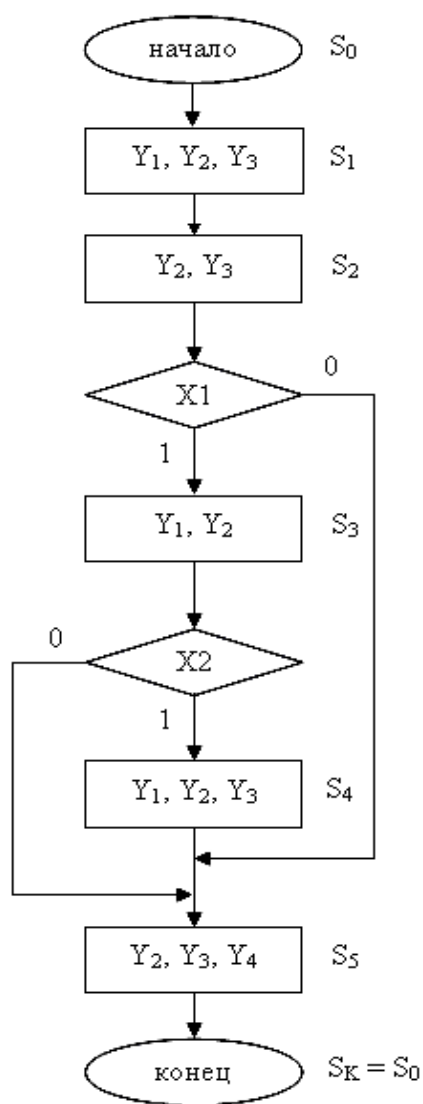 начало S₀
Y₁, Y₂, Y₃ S₁
Y₂, Y₃ S₂
0
X1
1
Y₁, Y₂ S₃
0
X2
1
Y₁, Y₂, Y₃ S₄
Y₂, Y₃, Y₄ S₅
конец S_K = S₀